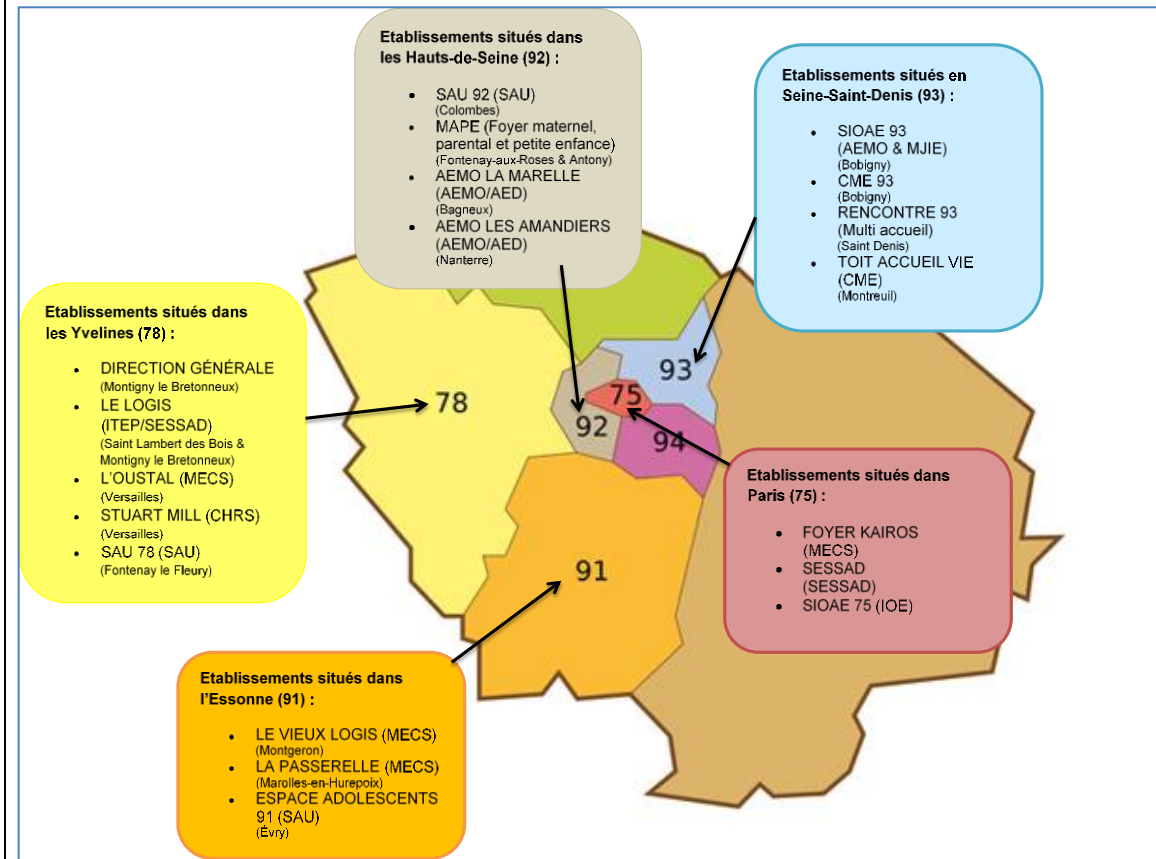 Etablissements situés dans
les Hauts-de-Seine (92) :
• SAU 92 (SAU)
(Colombes)
• MAPE (Foyer maternel,
parental et petite enfance)
(Fontenay-aux-Roses & Antony)
• AEMO LA MARELLE
(AEMO/AED)
(Bagneux)
• AEMO LES AMANDIERS
(AEMO/AED)
(Nanterre)
Etablissements situés en
Seine-Saint-Denis (93) :
• SIOAE 93
(AEMO & MJIE)
(Bobigny)
• CME 93
(Bobigny)
• RENCONTRE 93
(Multi accueil)
(Saint Denis)
• TOIT ACCUEIL VIE
(CME)
(Montreuil)
Etablissements situés dans
les Yvelines (78) :
• DIRECTION GÉNÉRALE
(Montigny le Bretonneux)
• LE LOGIS
(ITEP/SESSAD)
(Saint Lambert des Bois &
Montigny le Bretonneux)
• L'OUSTAL (MECS)
(Versailles)
• STUART MILL (CHRS)
(Versailles)
• SAU 78 (SAU)
(Fontenay le Fleury)
78
93
75
92
94
91
Etablissements situés dans
Paris (75) :
• FOYER KAIROS
(MECS)
• SESSAD
(SESSAD)
• SIOAE 75 (IOE)
Etablissements situés dans
l'Essonne (91) :
• LE VIEUX LOGIS (MECS)
(Montgeron)
• LA PASSERELLE (MECS)
(Marolles-en-Hurepoix)
• ESPACE ADOLESCENTS
91 (SAU)
(Évry)